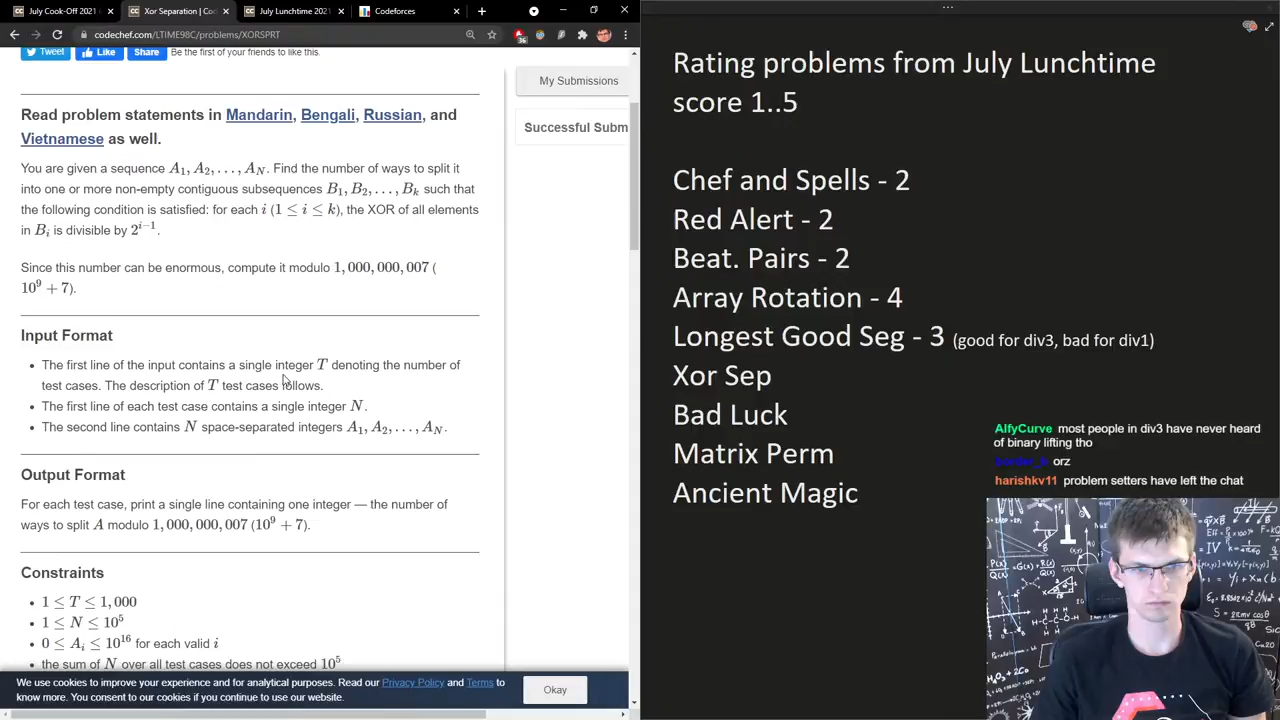 July Cook-Off 2021
Xor Separation | Cod
July Lunchtime 2021
Codeforces
codechef.com/LTIME98C/problems/XORSPRT
Tweet Like Share Be the first of your friends to like this.
My Submissions
Successful Subm
Read problem statements in Mandarin, Bengali, Russian, and
Vietnamese as well.
You are given a sequence A1, A2, . . . , AN. Find the number of ways to split it
into one or more non-empty contiguous subsequences B1, B2, . . . , Bk such that
the following condition is satisfied: for each i (1 ≤ i ≤ k), the XOR of all elements
in Bi is divisible by 2^{i−1}.
Since this number can be enormous, compute it modulo 1,000,000,007 (
10^9 + 7).
Input Format
• The first line of the input contains a single integer T denoting the number of
test cases. The description of T test cases follows.
• The first line of each test case contains a single integer N.
• The second line contains N space-separated integers A1, A2, . . . , AN.
Output Format
For each test case, print a single line containing one integer — the number of
ways to split A modulo 1,000,000,007 (10^9 + 7).
Constraints
• 1 ≤ T ≤ 1,000
• 1 ≤ N ≤ 10^5
• 0 ≤ Ai ≤ 10^16 for each valid i
• the sum of N over all test cases does not exceed 10^5
We use cookies to improve your experience and for analytical purposes. Read our Privacy Policy and Terms to
know more. You consent to our cookies if you continue to use our website.
Okay
Rating problems from July Lunchtime
score 1..5
Chef and Spells - 2
Red Alert - 2
Beat. Pairs - 2
Array Rotation - 4
Longest Good Seg - 3 (good for div3, bad for div1)
Xor Sep
Bad Luck
Matrix Perm
Ancient Magic
AlfyCurve most people in div3 have never heard
of binary lifting tho
orz
harishkv11 problem setters have left the chat